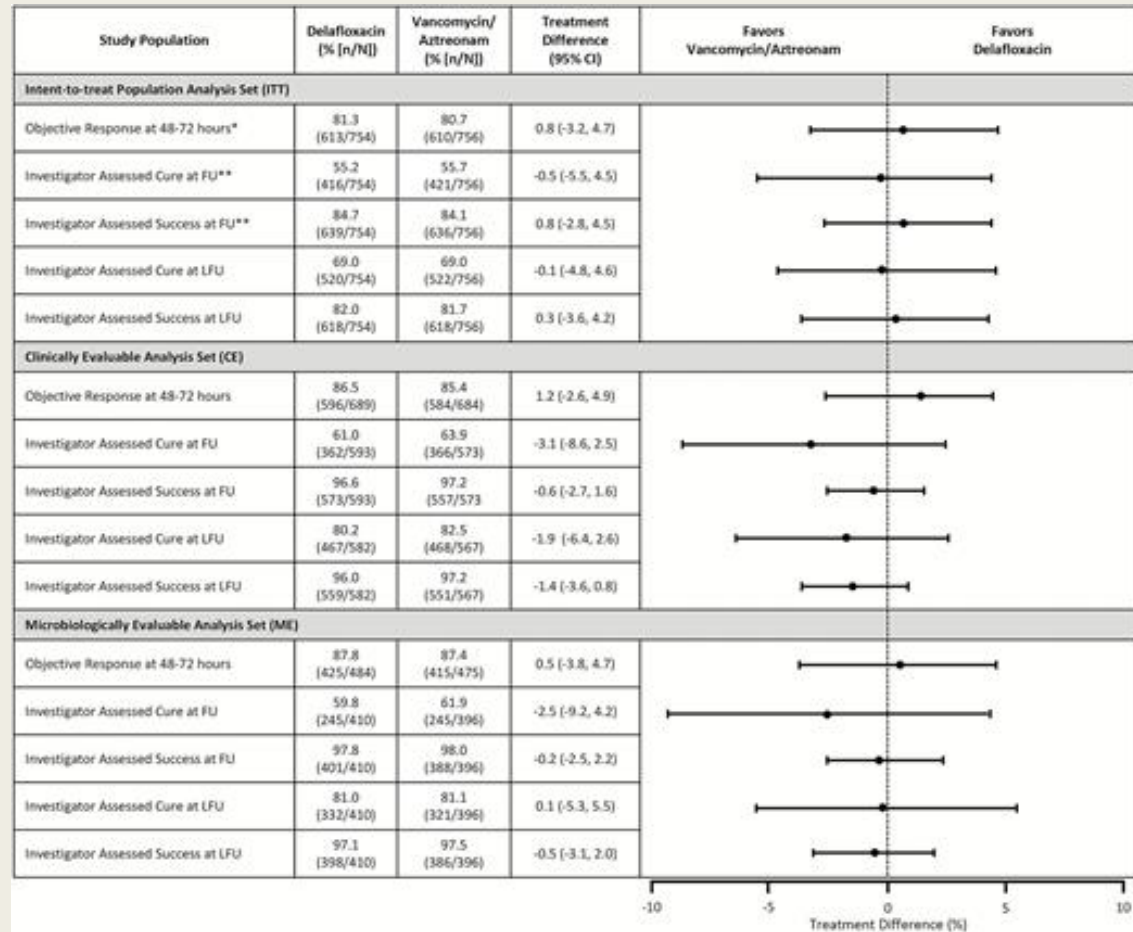 Study Population
Delafloxacin
(% [n/N])
Vancomycin/
Aztreonam
(% [n/N])
Treatment
Difference
(95% CI)
Favors
Vancomycin/Aztreonam
Favors
Delafloxacin
Intent-to-treat Population Analysis Set (ITT)
Objective Response at 48-72 hours*
81.3
(613/754)
80.7
(610/756)
0.8 (-3.2, 4.7)
Investigator Assessed Cure at FU**
55.2
(416/754)
55.7
(421/756)
-0.5 (-5.5, 4.5)
Investigator Assessed Success at FU**
84.7
(639/754)
84.1
(636/756)
0.8 (-2.8, 4.5)
Investigator Assessed Cure at LFU
69.0
(520/754)
69.0
(522/756)
-0.1 (-4.8, 4.6)
Investigator Assessed Success at LFU
82.0
(618/754)
81.7
(618/756)
0.3 (-3.6, 4.2)
Clinically Evaluable Analysis Set (CE)
Objective Response at 48-72 hours
86.5
(596/689)
85.4
(584/684)
1.2 (-2.6, 4.9)
Investigator Assessed Cure at FU
61.0
(362/593)
63.9
(366/573)
-3.1 (-8.6, 2.5)
Investigator Assessed Success at FU
96.6
(573/593)
97.2
(557/573
-0.6 (-2.7, 1.6)
Investigator Assessed Cure at LFU
80.2
(467/582)
82.5
(468/567)
-1.9 (-6.4, 2.6)
Investigator Assessed Success at LFU
96.0
(559/582)
97.2
(551/567)
-1.4 (-3.6, 0.8)
Microbiologically Evaluable Analysis Set (ME)
Objective Response at 48-72 hours
87.8
(425/484)
87.4
(415/475)
0.5 (-3.8, 4.7)
Investigator Assessed Cure at FU
59.8
(245/410)
61.9
(245/396)
-2.5 (-9.2, 4.2)
Investigator Assessed Success at FU
97.8
(401/410)
98.0
(388/396)
-0.2 (-2.5, 2.2)
Investigator Assessed Cure at LFU
81.0
(332/410)
81.1
(321/396)
0.1 (-5.3, 5.5)
Investigator Assessed Success at LFU
97.1
(398/410)
97.5
(386/396)
-0.5 (-3.1, 2.0)
-10 -5 0 5 10
Treatment Difference (%)